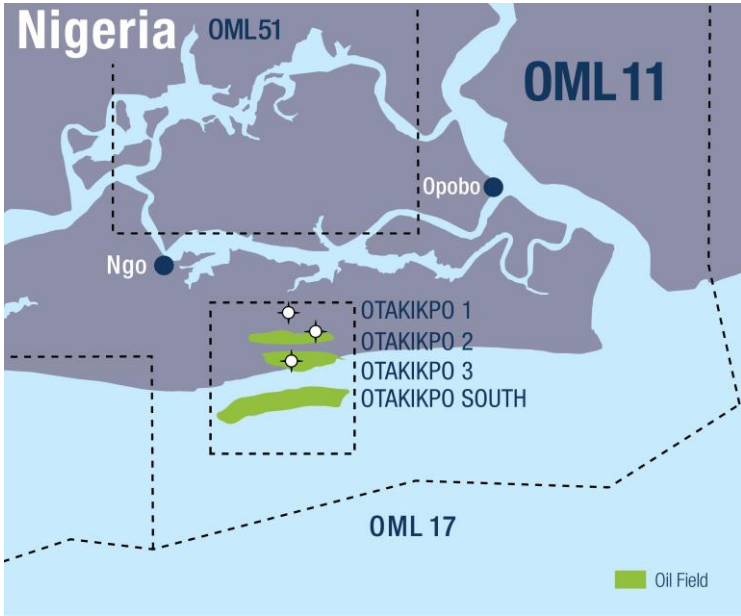 Nigeria
OML51
OML 11
Opobo
Ngo
OTAKIKPO 1
OTAKIKPO 2
OTAKIKPO 3
OTAKIKPO SOUTH
OML 17
Oil Field